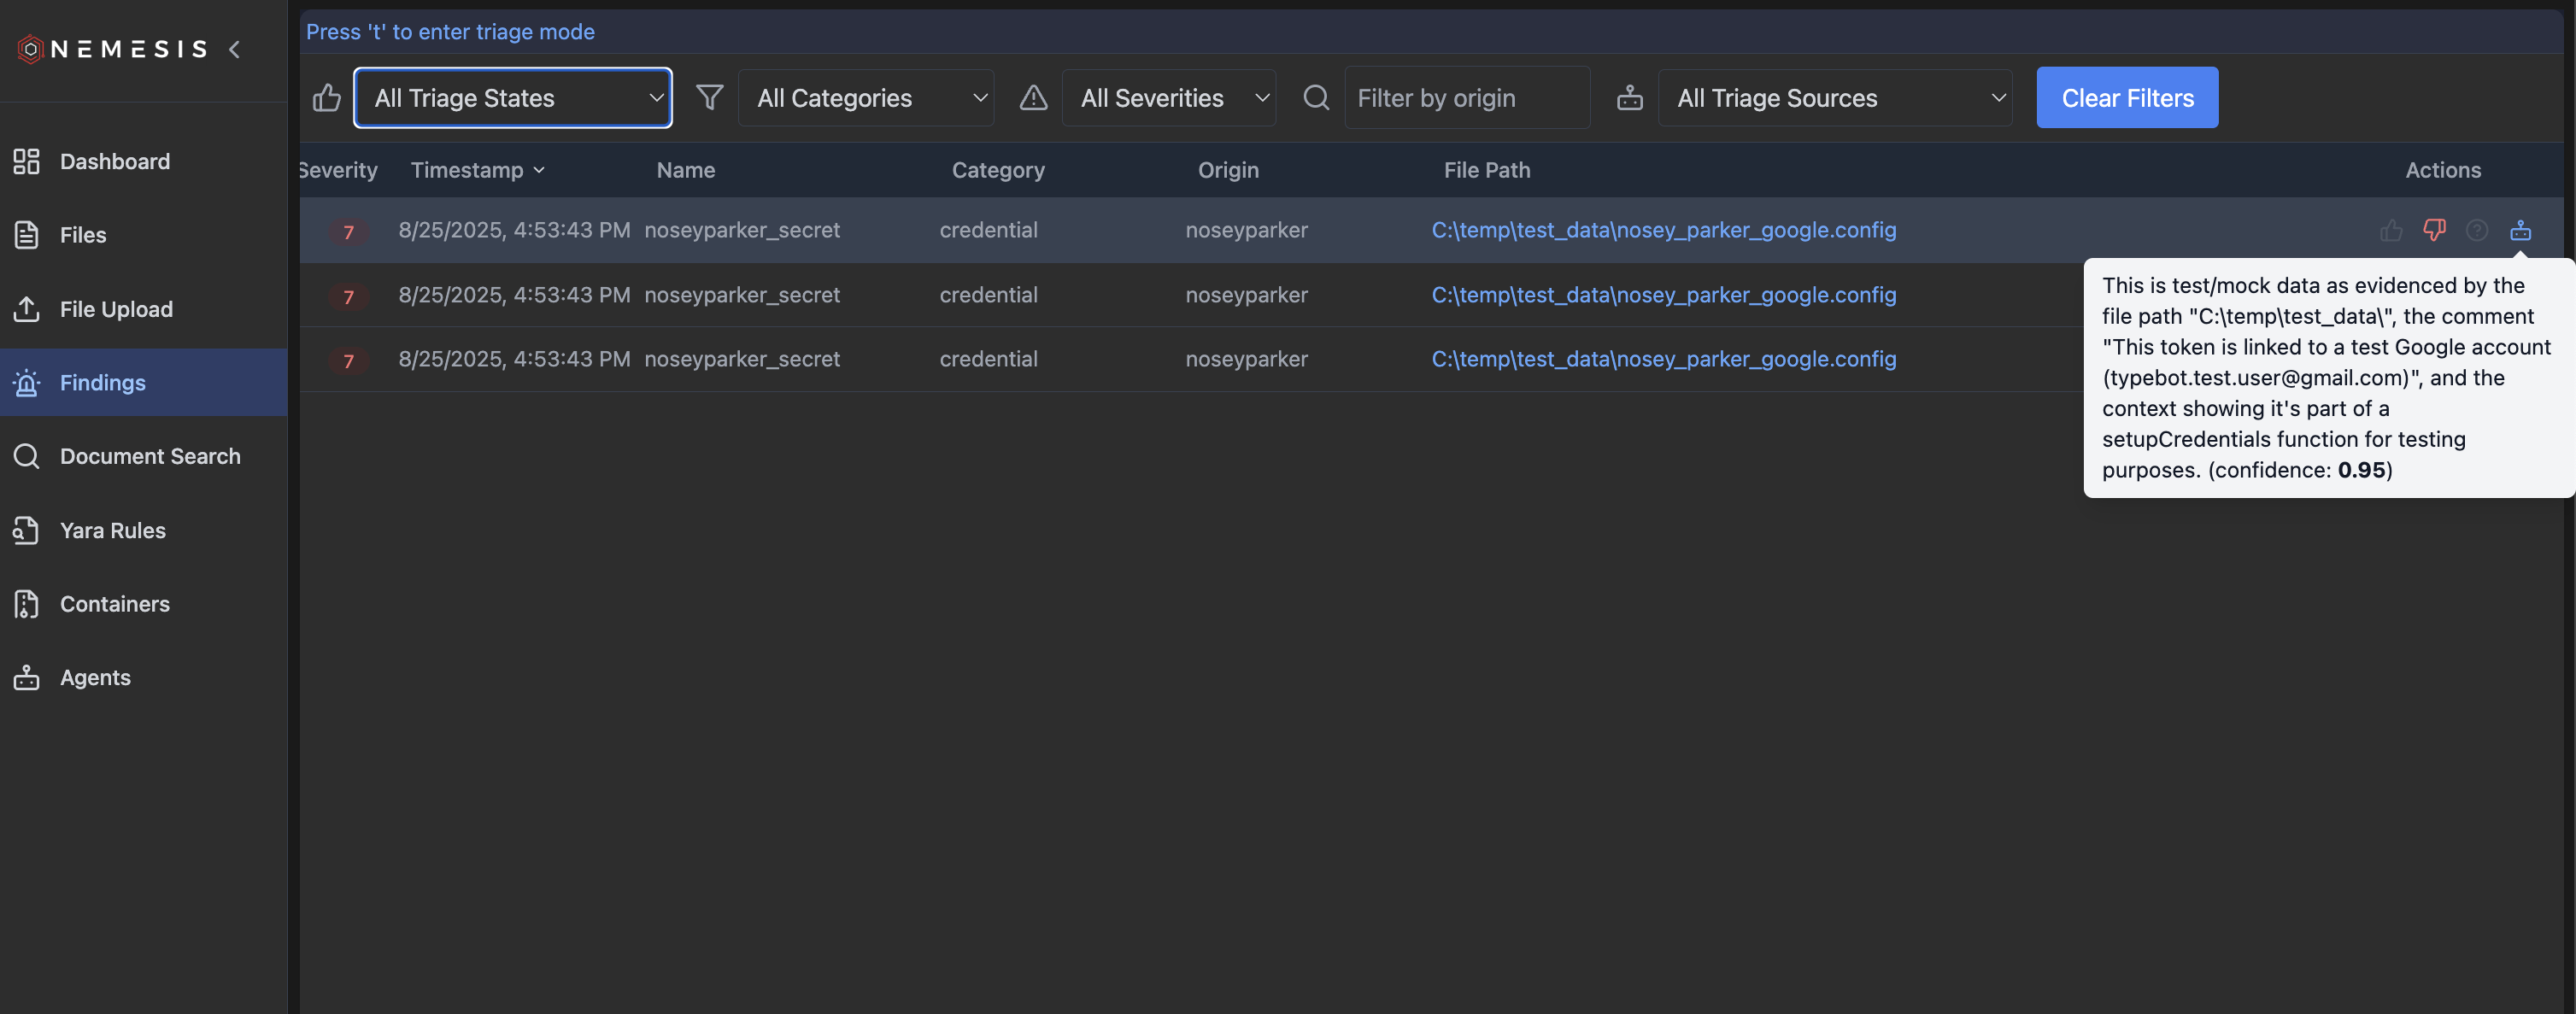 NEMESIS
Dashboard
Files
File Upload
Findings
Document Search
Yara Rules
Containers
Agents
Press 't' to enter triage mode
All Triage States
All Categories
All Severities
Filter by origin
All Triage Sources
Clear Filters
Severity Timestamp Name Category Origin File Path Actions
7 8/25/2025, 4:53:43 PM noseyparker_secret credential noseyparker C:\temp\test_data\nosey_parker_google.config
7 8/25/2025, 4:53:43 PM noseyparker_secret credential noseyparker C:\temp\test_data\nosey_parker_google.config
7 8/25/2025, 4:53:43 PM noseyparker_secret credential noseyparker C:\temp\test_data\nosey_parker_google.config
This is test/mock data as evidenced by the
file path "C:\temp\test_data\", the comment
"This token is linked to a test Google account
(typebot.test.user@gmail.com)", and the
context showing it's part of a
setupCredentials function for testing
purposes. (confidence: 0.95)